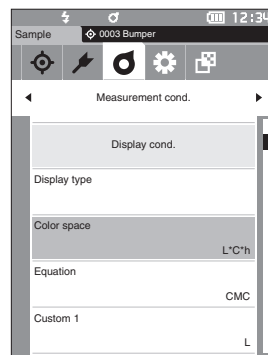 12:34
Sample
0003 Bumper
Measurement cond.
Display cond.
Display type
Color space
L*C*h
Equation
CMC
Custom 1
L